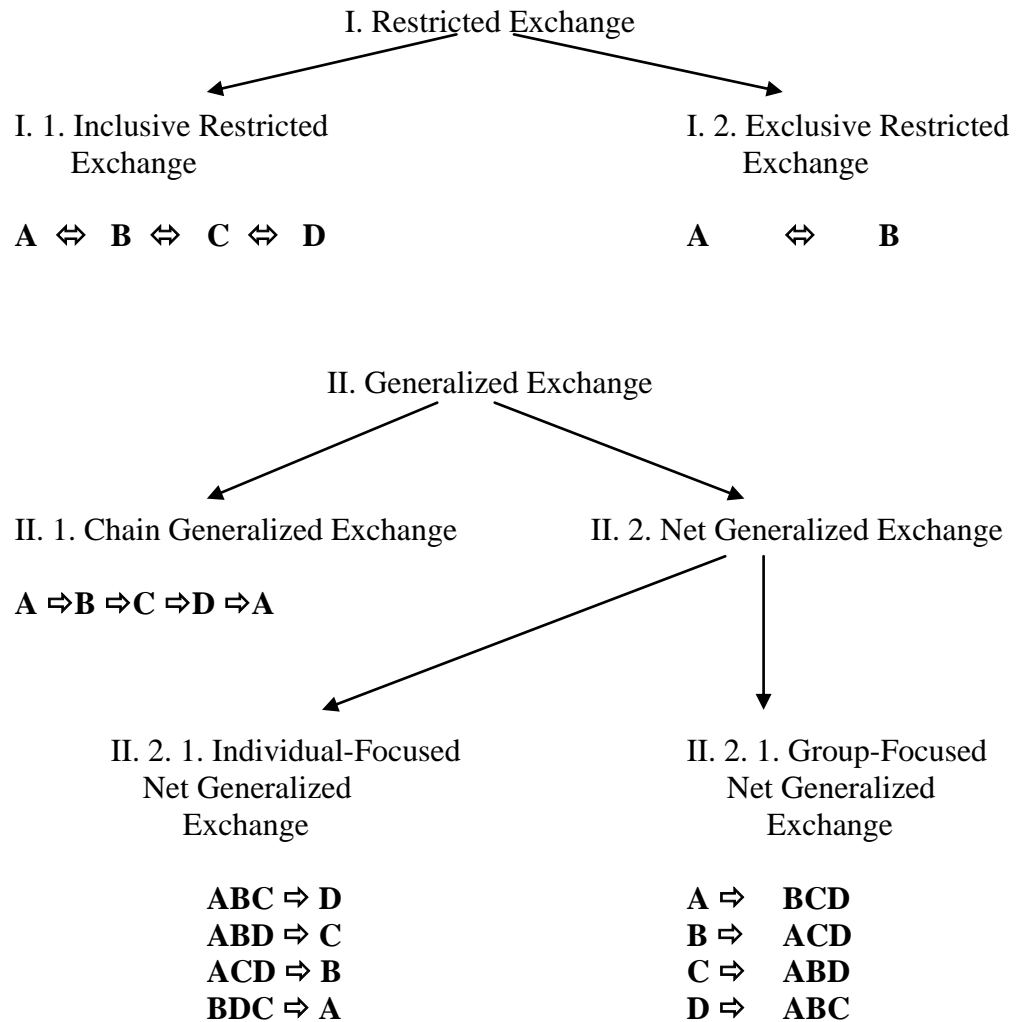 I. Restricted Exchange
I. 1. Inclusive Restricted
Exchange
I. 2. Exclusive Restricted
Exchange
A ⬄ B ⬄ C ⬄ D
A ⬄ B
II. Generalized Exchange
II. 1. Chain Generalized Exchange
II. 2. Net Generalized Exchange
A ⇨B ⇨C ⇨D ⇨A
II. 2. 1. Individual-Focused
Net Generalized
Exchange
II. 2. 1. Group-Focused
Net Generalized
Exchange
ABC ⇨ D
ABD ⇨ C
ACD ⇨ B
BDC ⇨ A
A ⇨ BCD
B ⇨ ACD
C ⇨ ABD
D ⇨ ABC